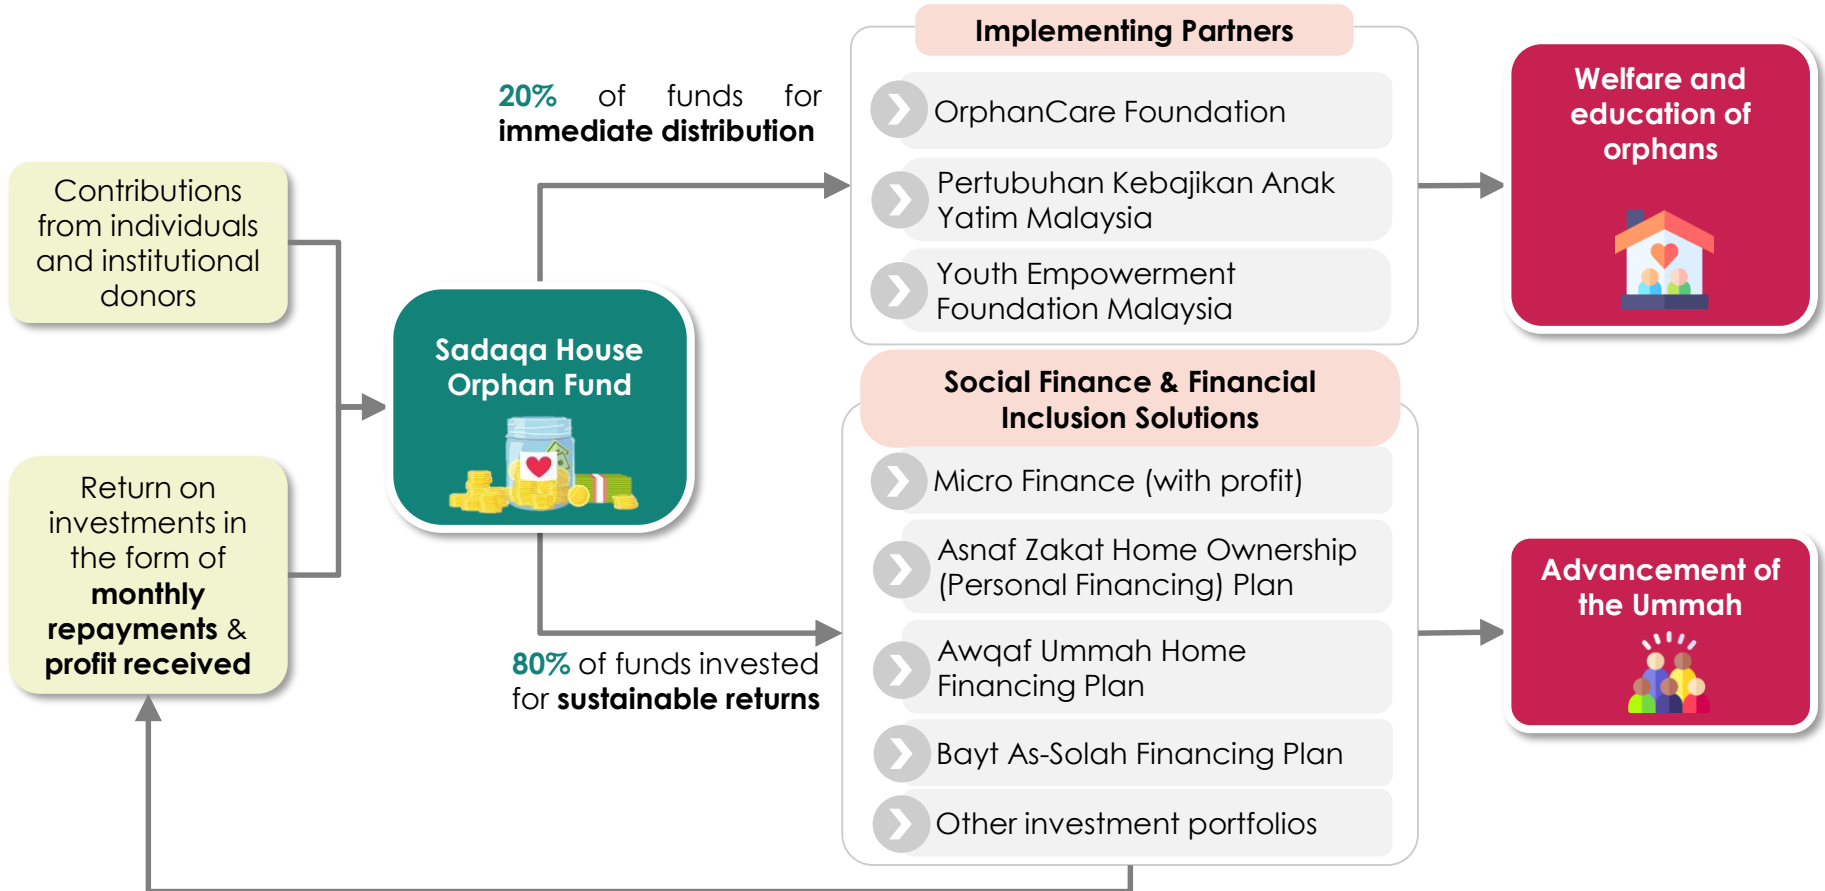 Contributions
from individuals
and institutional
donors
Return on
investments in
the form of
monthly
repayments &
profit received
Sadaqa House
Orphan Fund
20% of funds for
immediate distribution
80% of funds invested
for sustainable returns
Implementing Partners
OrphanCare Foundation
Pertubuhan Kebajikan Anak
Yatim Malaysia
Youth Empowerment
Foundation Malaysia
Social Finance & Financial
Inclusion Solutions
Micro Finance (with profit)
Asnaf Zakat Home Ownership
(Personal Financing) Plan
Awqaf Ummah Home
Financing Plan
Bayt As-Solah Financing Plan
Other investment portfolios
Welfare and
education of
orphans
Advancement of
the Ummah